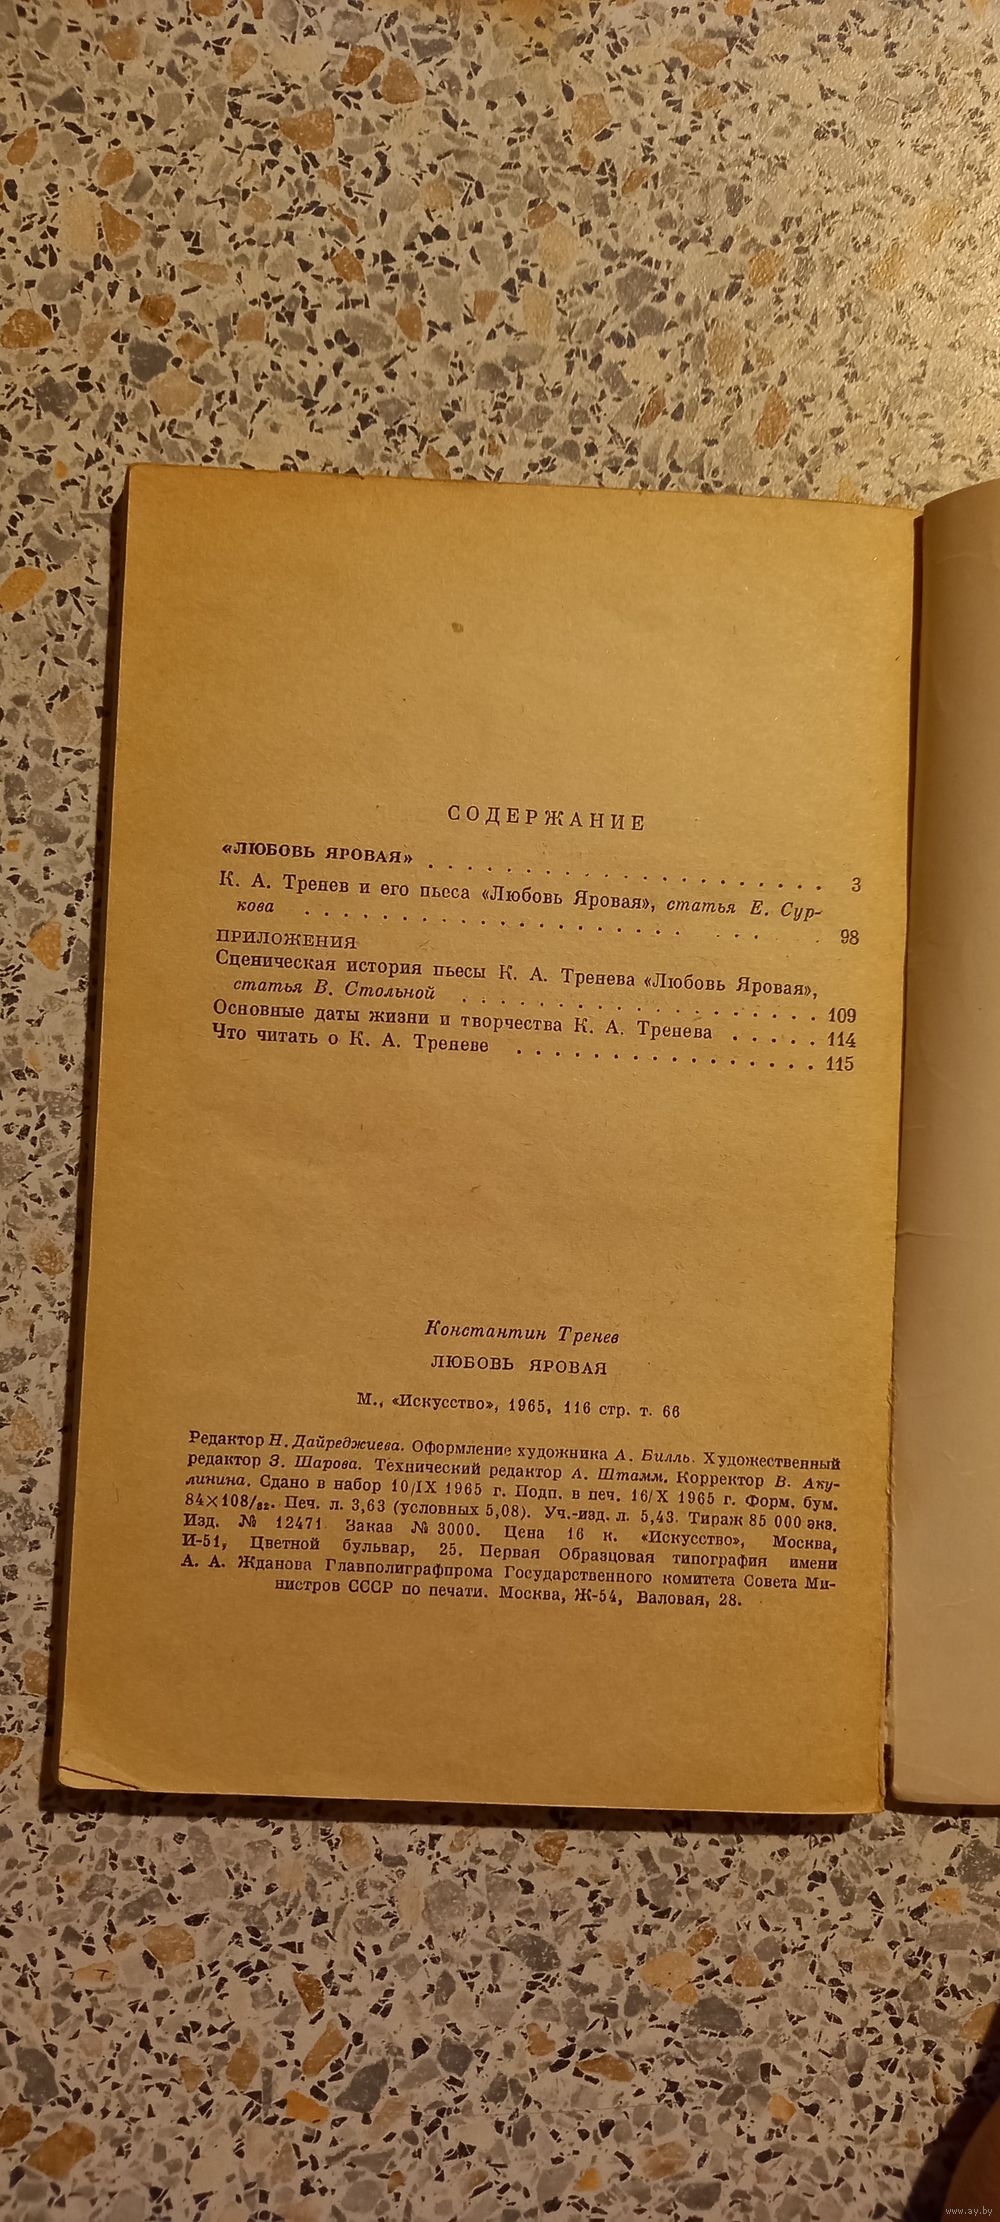 СОДЕРЖАНИЕ
«ЛЮБОВЬ ЯРОВАЯ» . . . . . . . . . . . . . . . . . . . . . 3
К. А. Тренев и его пьеса «Любовь Яровая», статья Е. Сур-
кова . . . . . . . . . . . . . . . . . . . 98
ПРИЛОЖЕНИЯ
Сценическая история пьесы К. А. Тренева «Любовь Яровая»,
статья В. Стольной . . . . . . . . . . . . . . . . 109
Основные даты жизни и творчества К. А. Тренева . . . . . 114
Что читать о К. А. Треневе . . . . . . . . . . . . . . . . 115
Константин Тренев
ЛЮБОВЬ ЯРОВАЯ
М., «Искусство», 1965, 116 стр. т. 66
Редактор Н. Дайреджиева. Оформление художника А. Билль. Художественный
редактор З. Шарова. Технический редактор А. Штамм. Корректор В. Аку-
линина. Сдано в набор 10/IX 1965 г. Подп. в печ. 16/X 1965 г. Форм. бум.
84×108/32. Печ. л. 3,63 (условных 5,08). Уч.-изд. л. 5,43. Тираж 85 000 экз.
Изд. № 12471. Заказ № 3000. Цена 16 к. «Искусство», Москва,
И-51, Цветной бульвар, 25. Первая Образцовая типография имени
А. А. Жданова Главполиграфпрома Государственного комитета Совета Ми-
нистров СССР по печати. Москва, Ж-54, Валовая, 28.
www.ay.by